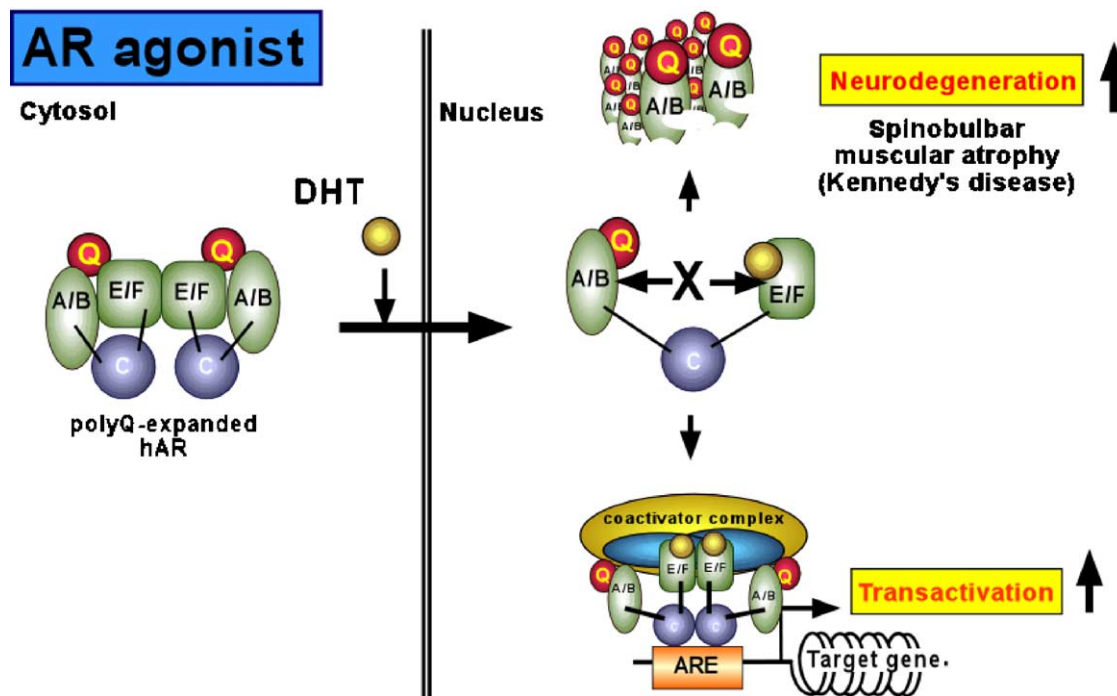 AR agonist
Cytosol
Nucleus
DHT
Q
Q
A/B
E/F
E/F
A/B
C
C
polyQ-expanded
hAR
Q
Q
Q
Q
Q
Q
Q
Q
Q
Q
A/B
A/B
A/B
A/B
A/B
A/B
Neurodegeneration
Spinobulbar
muscular atrophy
(Kennedy's disease)
Q
A/B
X
E/F
C
coactivator complex
E/F
E/F
Q
Q
A/B
A/B
C
C
ARE
Transactivation
Target gene.